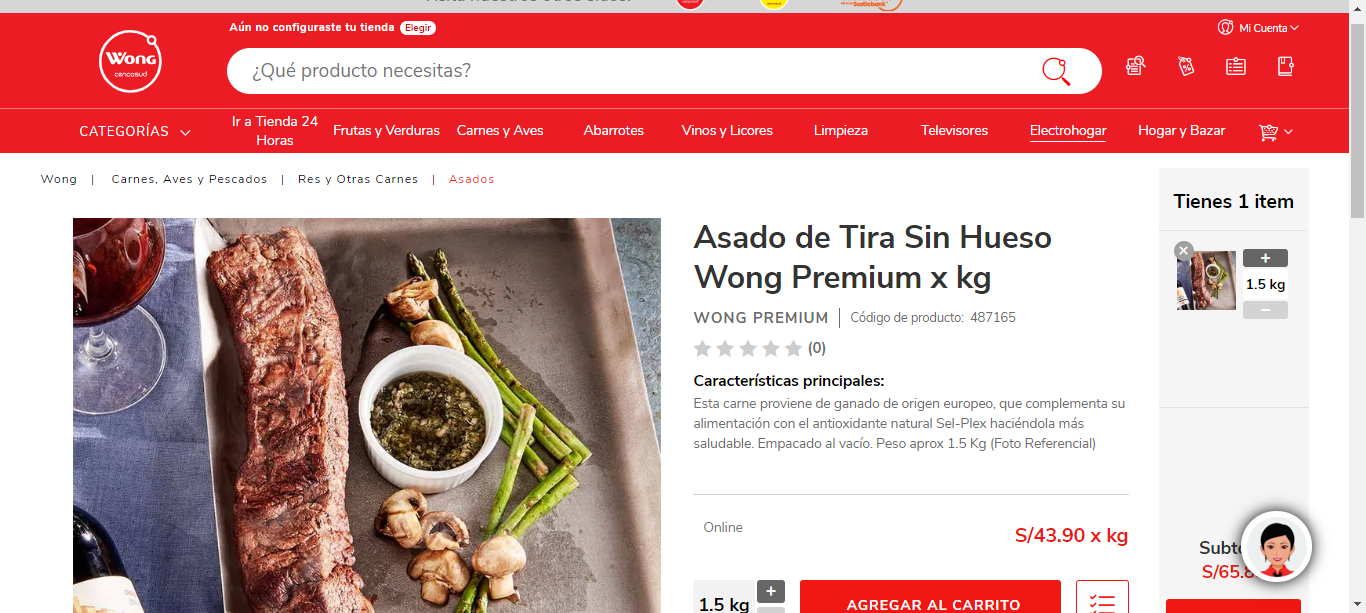 Aún no configuraste tu tienda Elegir
Mi Cuenta
Wong
cencosud
¿Qué producto necesitas?
CATEGORÍAS
Ir a Tienda 24
Horas
Frutas y Verduras
Carnes y Aves
Abarrotes
Vinos y Licores
Limpieza
Televisores
Electrohogar
Hogar y Bazar
Wong | Carnes, Aves y Pescados | Res y Otras Carnes | Asados
Asado de Tira Sin Hueso
Wong Premium x kg
WONG PREMIUM | Código de producto: 487165
(0)
Características principales:
Esta carne proviene de ganado de origen europeo, que complementa su
alimentación con el antioxidante natural Sel-Plex haciéndola más
saludable. Empacado al vacío. Peso aprox 1.5 Kg (Foto Referencial)
Online
S/43.90 x kg
1.5 kg
+
AGREGAR AL CARRITO
Tienes 1 item
+
1.5 kg
-